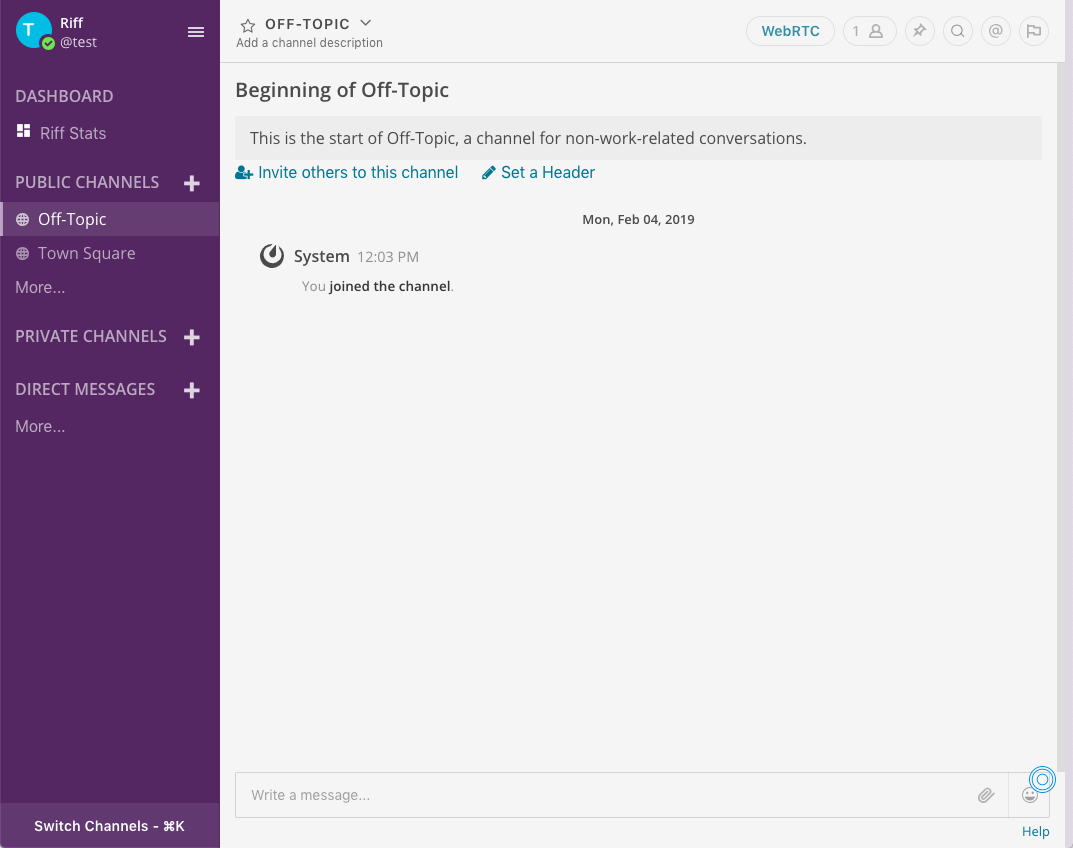 T
Riff
@test
DASHBOARD
Riff Stats
PUBLIC CHANNELS
Off-Topic
Town Square
More...
PRIVATE CHANNELS
DIRECT MESSAGES
More...
Switch Channels - ⌘K
OFF-TOPIC
Add a channel description
WebRTC
1
@
Beginning of Off-Topic
This is the start of Off-Topic, a channel for non-work-related conversations.
Invite others to this channel Set a Header
Mon, Feb 04, 2019
System 12:03 PM
You joined the channel.
Write a message...
Help